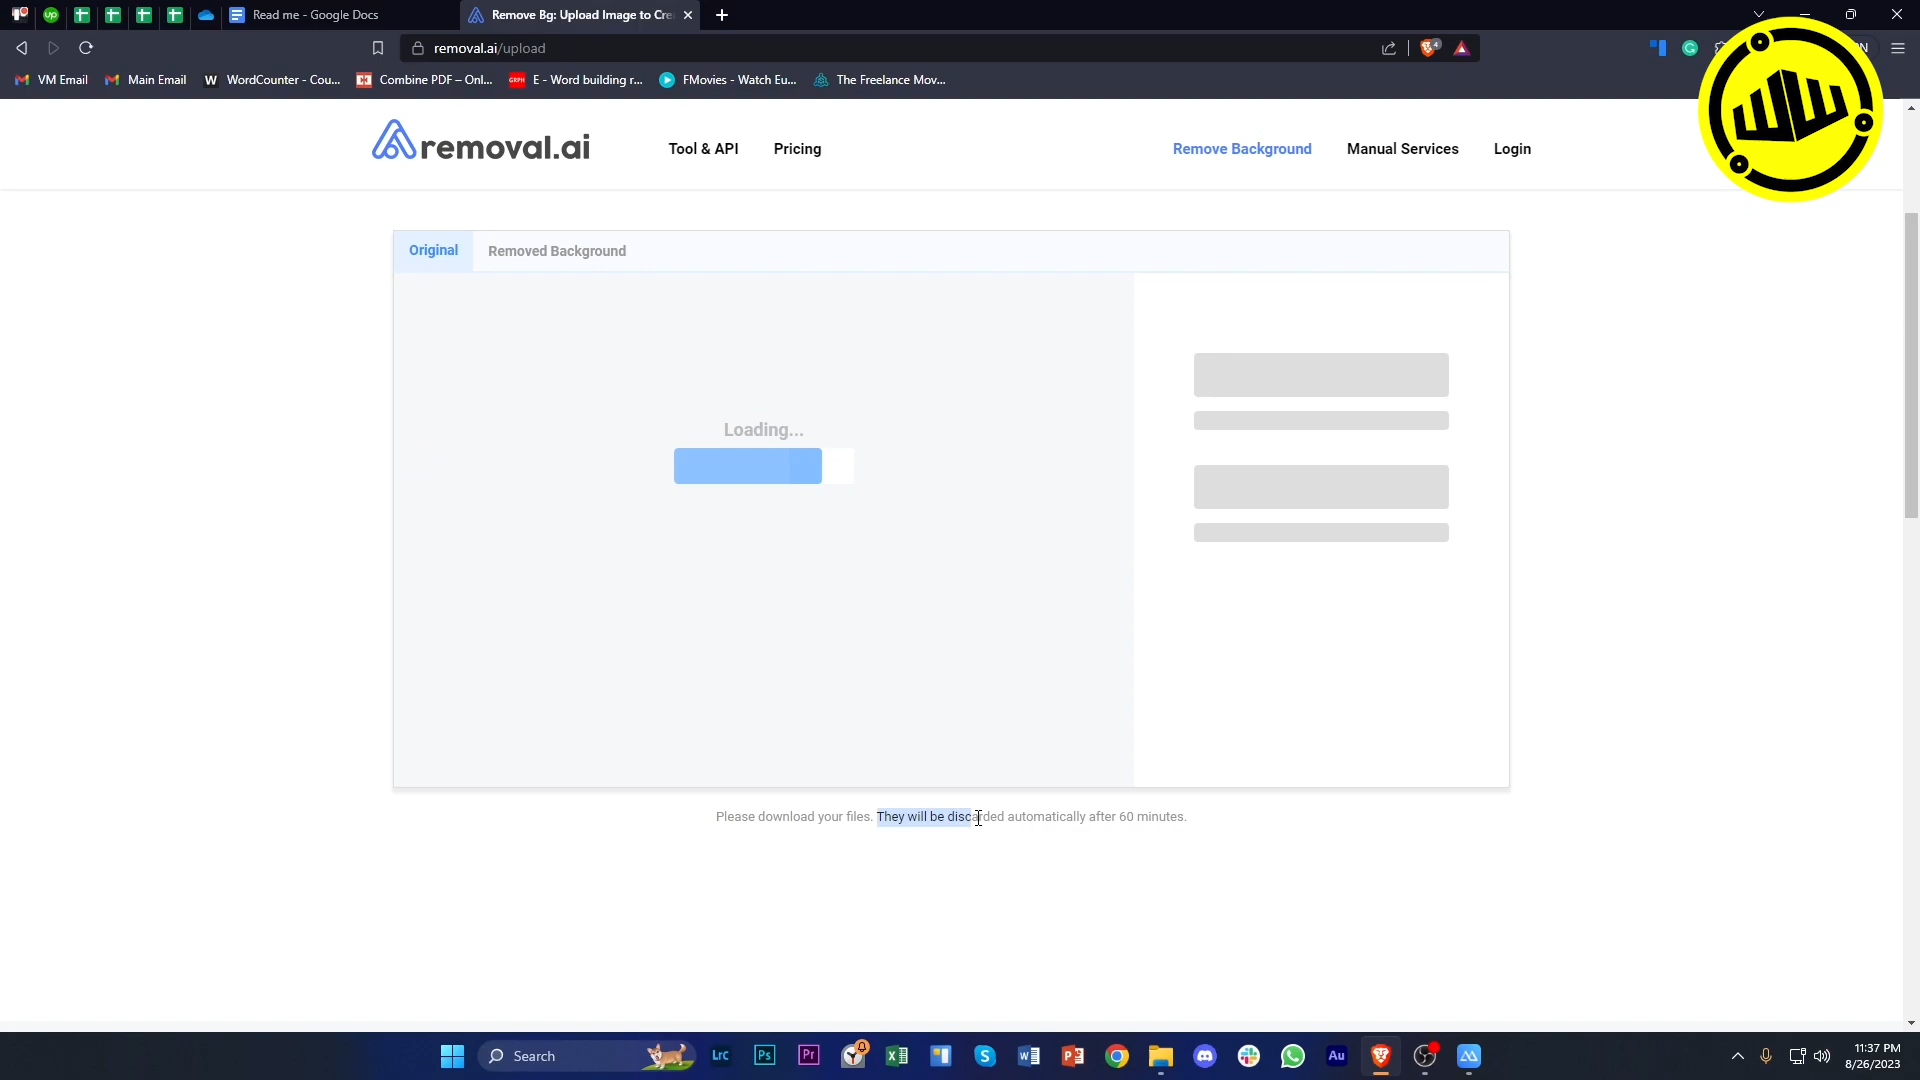 Read me - Google Docs
Remove Bg: Upload Image to Cre
removal.ai/upload
VM Email
Main Email
WordCounter - Cou...
Combine PDF – Onl...
E - Word building r...
FMovies - Watch Eu...
The Freelance Mov...
removal.ai
Tool & API
Pricing
Remove Background
Manual Services
Login
Original
Removed Background
Loading...
Please download your files. They will be discarded automatically after 60 minutes.
Search
Lrc
Ps
Pr
Au
11:37 PM
8/26/2023